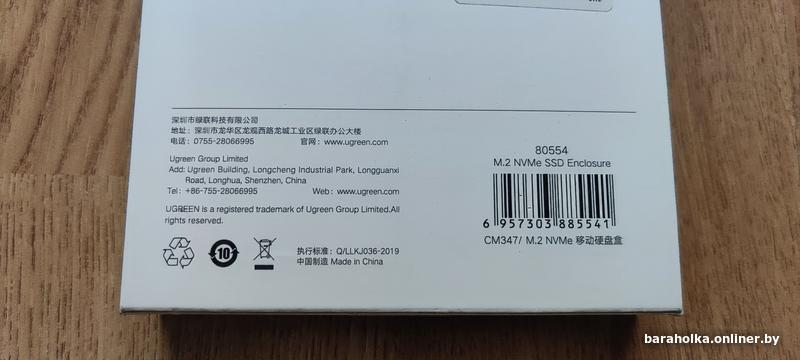 深圳市绿联科技有限公司
地址：深圳市龙华区龙观西路龙城工业区绿联办公大楼
电话：0755-28066995 官网：www.ugreen.com
Ugreen Group Limited
Add: Ugreen Building, Longcheng Industrial Park, Longguanxi
Road, Longhua, Shenzhen, China
Tel：+86-755-28066995 Web：www.ugreen.com
UGREEN is a registered trademark of Ugreen Group Limited.All
rights reserved.
10
执行标准：Q/LLKJ036-2019
中国制造 Made in China
80554
M.2 NVMe SSD Enclosure
6 957303 885541
CM347/ M.2 NVMe 移动硬盘盒
baraholka.onliner.by